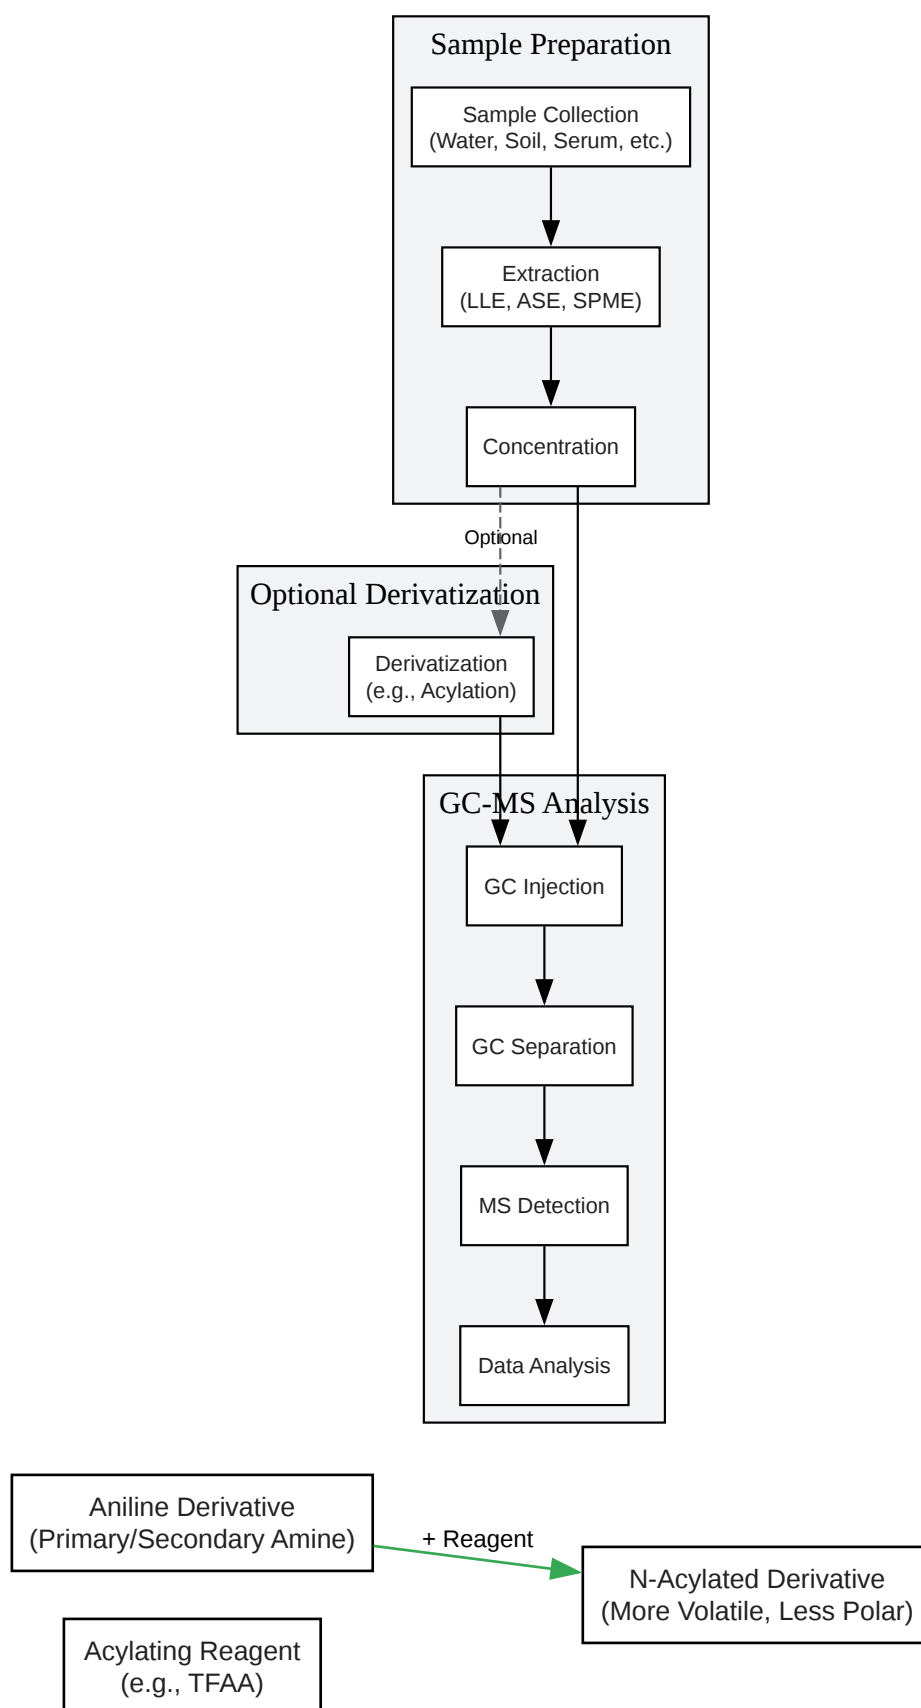 Sample Preparation
Sample Collection
(Water, Soil, Serum, etc.)
Extraction
(LLE, ASE, SPME)
Concentration
Optional
Optional Derivatization
Derivatization
(e.g., Acylation)
GC-MS Analysis
GC Injection
GC Separation
MS Detection
Data Analysis
Aniline Derivative
(Primary/Secondary Amine)
+ Reagent
N-Acylated Derivative
(More Volatile, Less Polar)
Acylating Reagent
(e.g., TFAA)